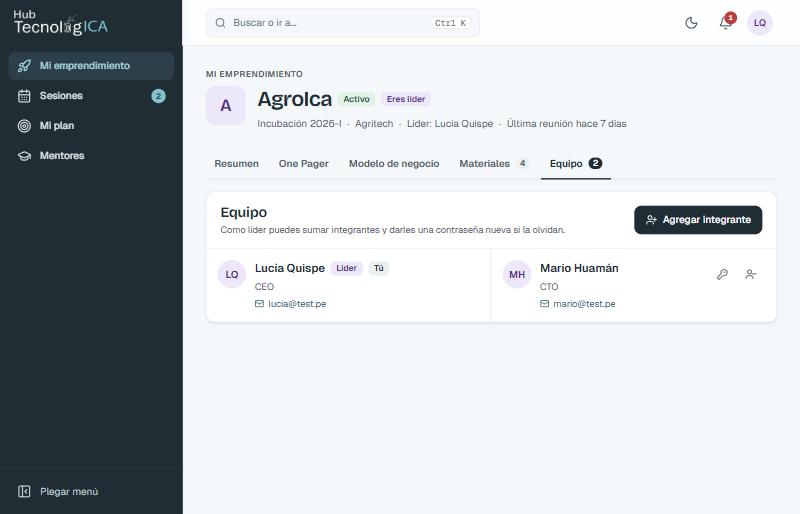 Hub
TecnológICA
Buscar o ir a...
Ctrl K
1
LQ
Mi emprendimiento
Sesiones
2
Mi plan
Mentores
Plegar menú
MI EMPRENDIMIENTO
A
AgroIca
Activo
Eres líder
Incubación 2026-I · Agritech · Líder: Lucía Quispe · Última reunión hace 7 días
Resumen
One Pager
Modelo de negocio
Materiales 4
Equipo 2
Equipo
Como líder puedes sumar integrantes y darles una contraseña nueva si la olvidan.
Agregar integrante
LQ
Lucía Quispe Líder Tú
CEO
lucia@test.pe
MH
Mario Huamán
CTO
mario@test.pe